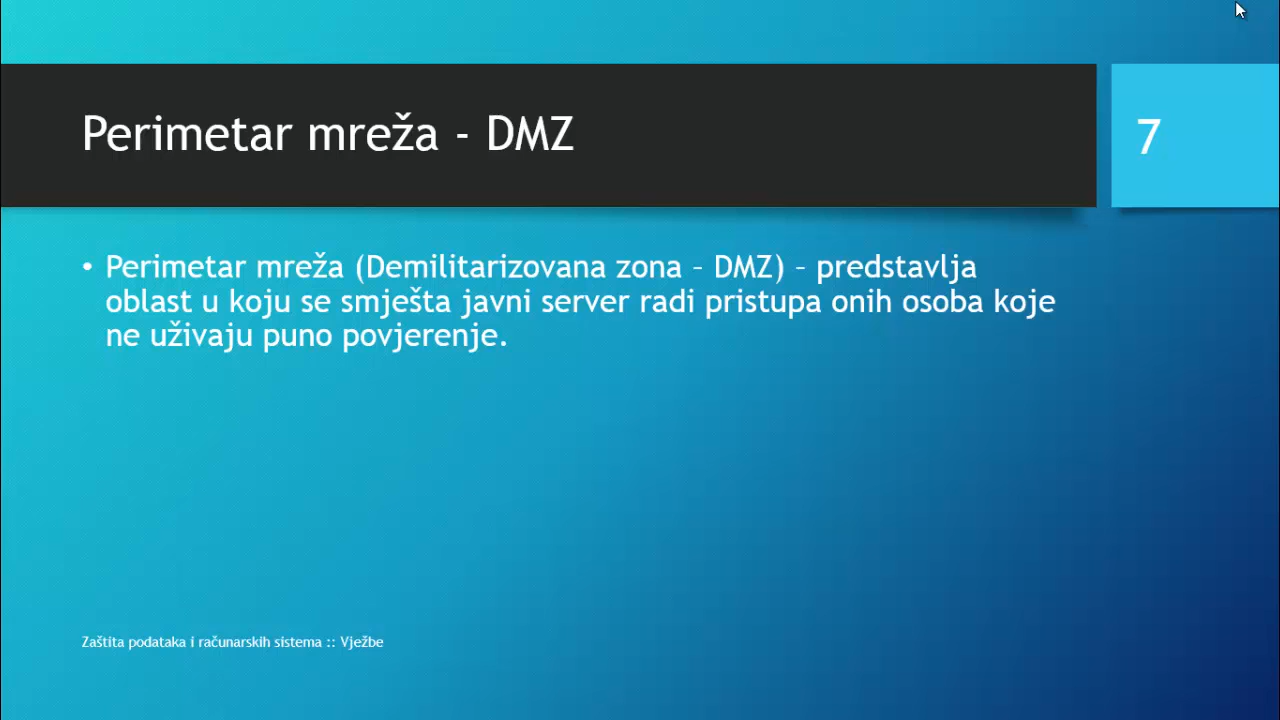 Perimetar mreža - DMZ
7
• Perimetar mreža (Demilitarizovana zona – DMZ) – predstavlja
oblast u koju se smješta javni server radi pristupa onih osoba koje
ne uživaju puno povjerenje.
Zaštita podataka i računarskih sistema :: Vježbe